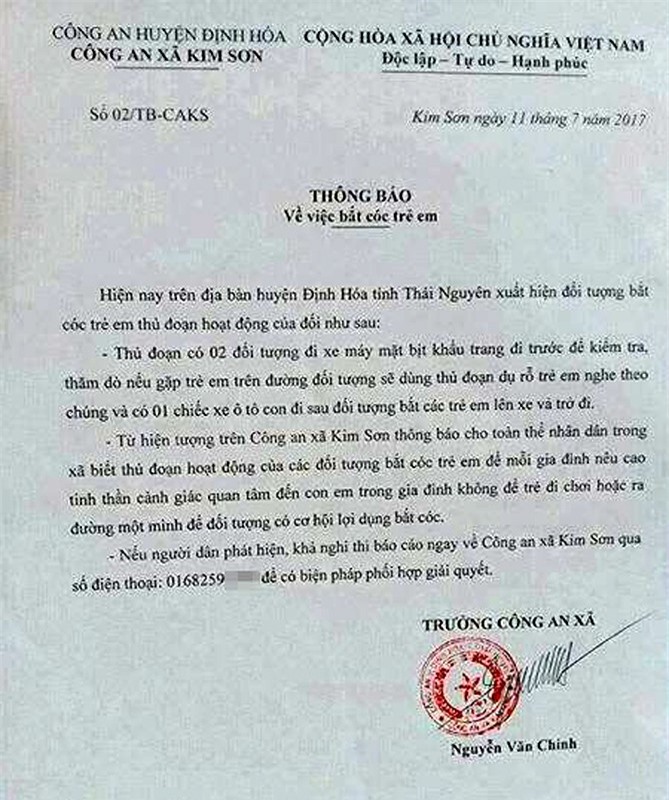 CÔNG AN HUYỆN ĐỊNH HÓA
CÔNG AN XÃ KIM SƠN
CỘNG HÒA XÃ HỘI CHỦ NGHĨA VIỆT NAM
Độc lập – Tự do – Hạnh phúc
Số 02/TB-CAKS
Kim Sơn ngày 11 tháng 7 năm 2017
THÔNG BÁO
Về việc bắt cóc trẻ em
Hiện nay trên địa bàn huyện Định Hóa tỉnh Thái Nguyên xuất hiện đối tượng bắt
cóc trẻ em thủ đoạn hoạt động của đối như sau:
- Thủ đoạn có 02 đối tượng đi xe máy mặt bịt khẩu trang đi trước để kiểm tra,
thăm dò nếu gặp trẻ em trên đường đối tượng sẽ dùng thủ đoạn dụ rỗ trẻ em nghe theo
chúng và có 01 chiếc xe ô tô con đi sau đối tượng bắt các trẻ em lên xe và trở đi.
- Từ hiện tượng trên Công an xã Kim Sơn thông báo cho toàn thể nhân dân trong
xã biết thủ đoạn hoạt động của các đối tượng bắt cóc trẻ em để mỗi gia đình nêu cao
tinh thần cảnh giác quan tâm đến con em trong gia đình không để trẻ đi chơi hoặc ra
đường một mình để đối tượng có cơ hội lợi dụng bắt cóc.
- Nếu người dân phát hiện, khả nghi thì báo cáo ngay về Công an xã Kim Sơn qua
số điện thoại: 0168259 để có biện pháp phối hợp giải quyết.
TRƯỞNG CÔNG AN XÃ
Nguyễn Văn Chinh